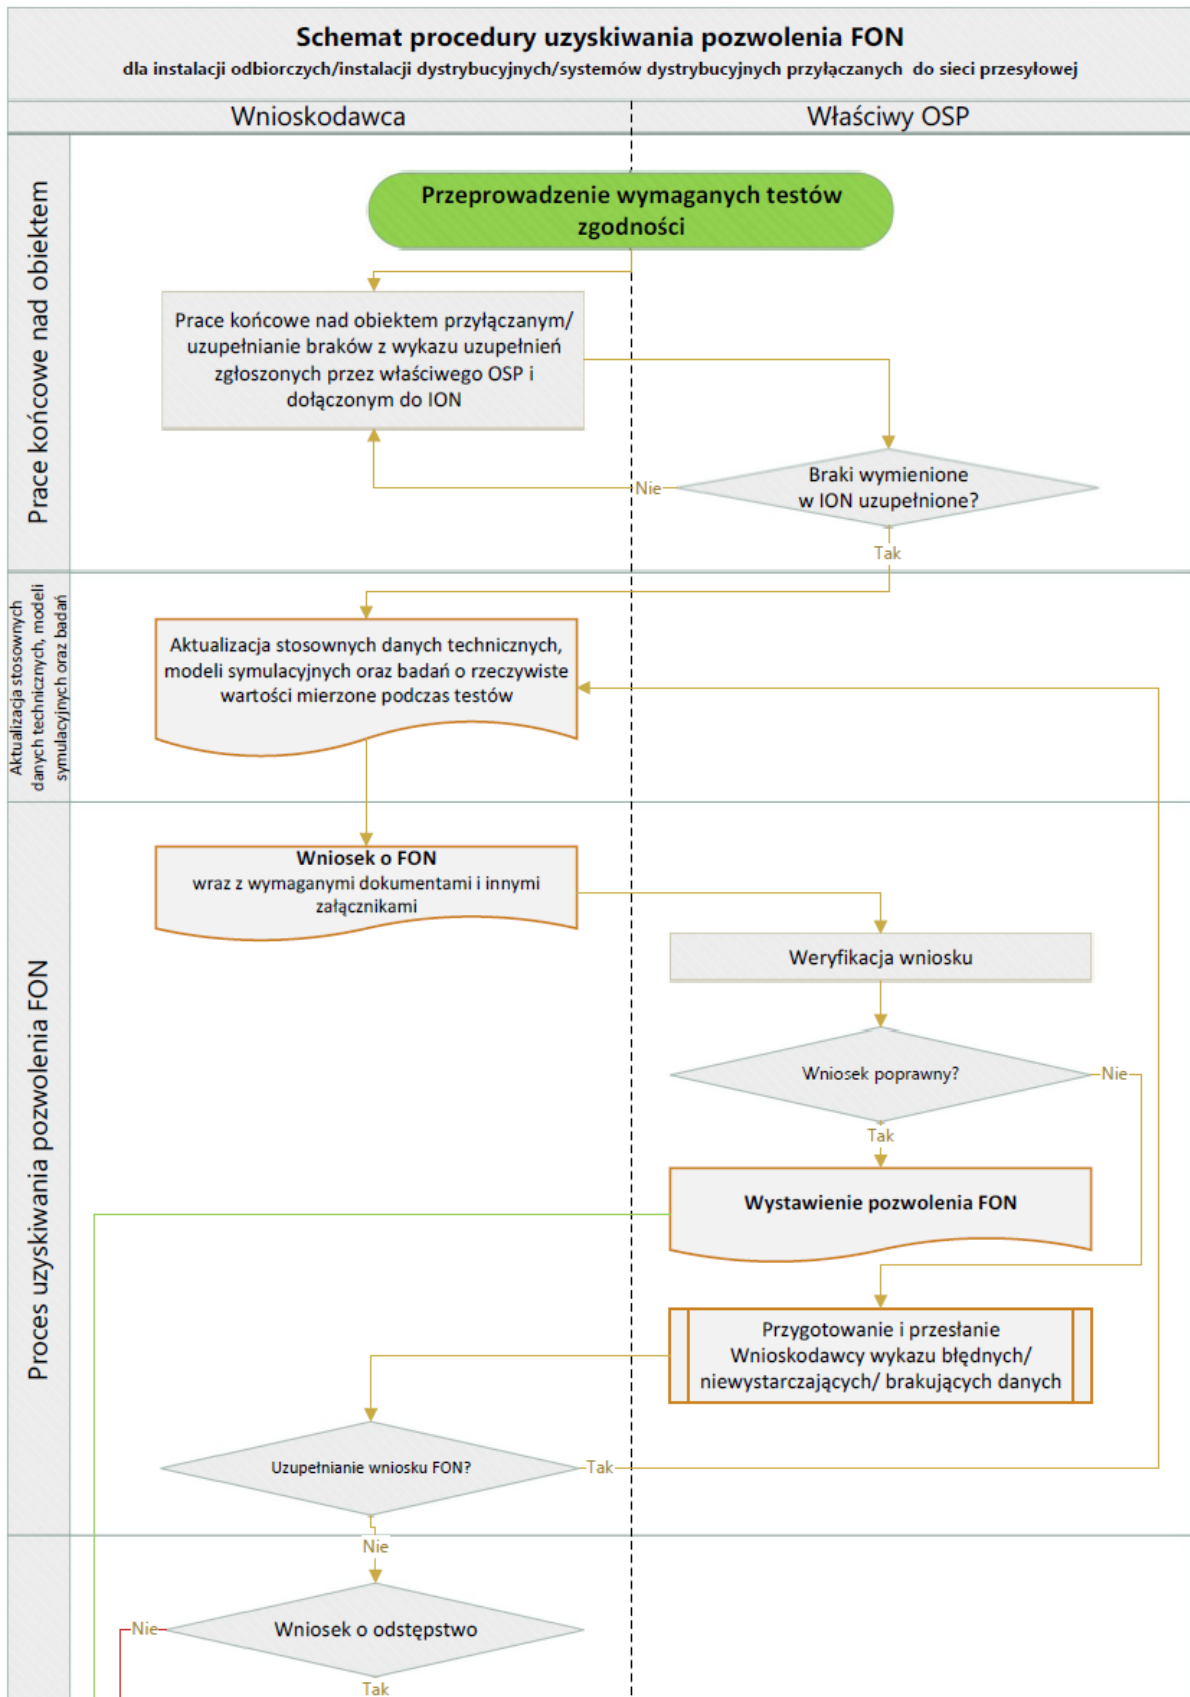 Schemat procedury uzyskiwania pozwolenia FON
dla instalacji odbiorczych/instalacji dystrybucyjnych/systemów dystrybucyjnych przyłączanych do sieci przesyłowej
Wnioskodawca
Właściwy OSP
Prace końcowe nad obiektem
Przeprowadzenie wymaganych testów
zgodności
Prace końcowe nad obiektem przyłączanym/
uzupełnianie braków z wykazu uzupełnień
zgłoszonych przez właściwego OSP i
dołączonym do ION
Braki wymienione
w ION uzupełnione?
Nie
Tak
Aktualizacja stosownych
danych technicznych, modeli
symulacyjnych oraz badań
Aktualizacja stosownych danych technicznych,
modeli symulacyjnych oraz badań o rzeczywiste
wartości mierzone podczas testów
Proces uzyskiwania pozwolenia FON
Wniosek o FON
wraz z wymaganymi dokumentami i innymi
załącznikami
Weryfikacja wniosku
Wniosek poprawny?
Nie
Tak
Wystawienie pozwolenia FON
Przygotowanie i przesłanie
Wnioskodawcy wykazu błędnych/
niewystarczających/ brakujących danych
Uzupełnianie wniosku FON?
Tak
Nie
Wniosek o odstępstwo
Nie
Tak